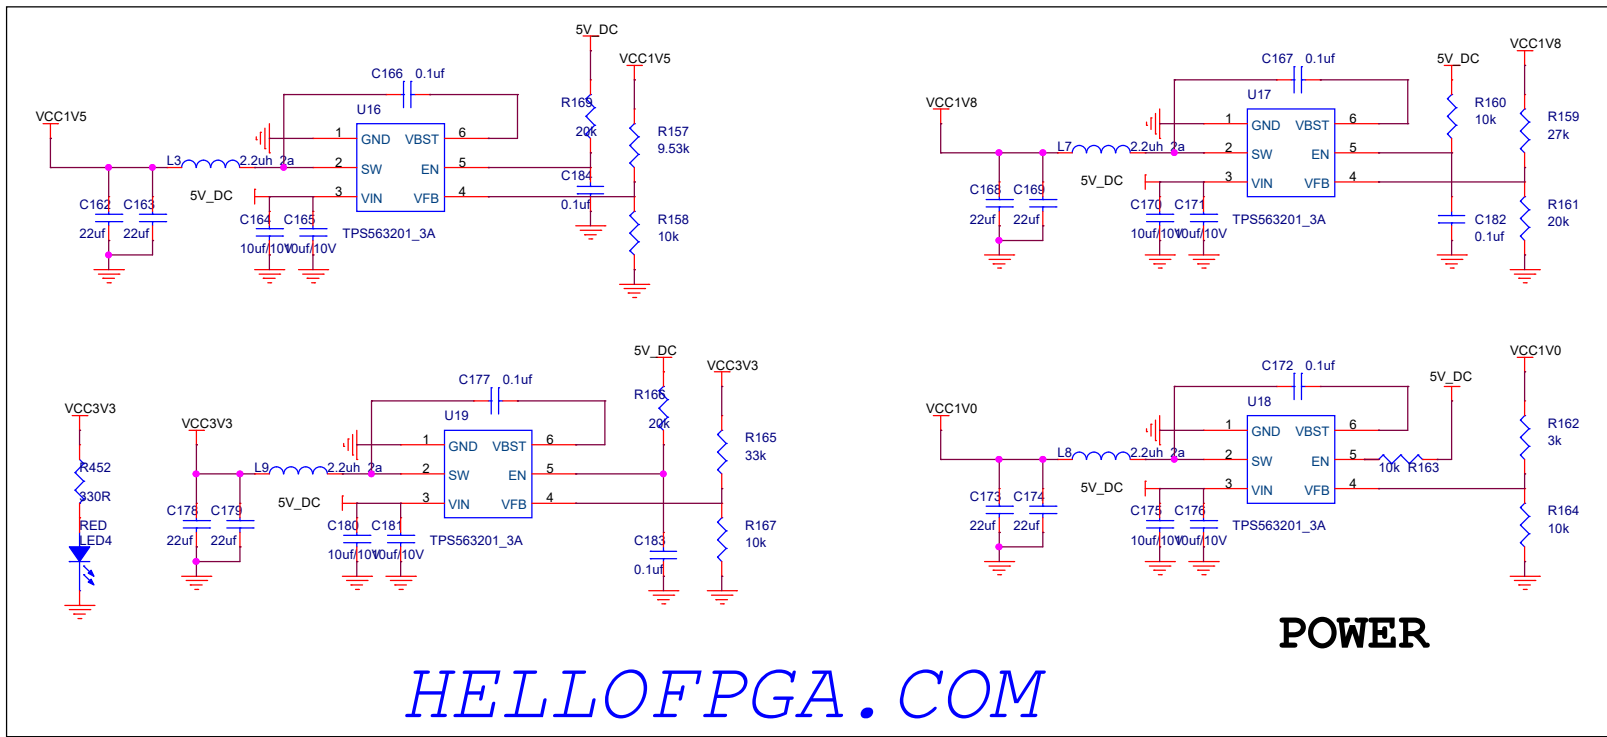 5V_DC
VCC1V5
C166 0.1uf
U16
VCC1V5
R169
20k
R157
9.53k
1 GND VBST 6
L3 2.2uh_2a
2 SW EN 5
5V_DC
3 VIN VFB 4
C184
0.1uf
C162 C163
22uf 22uf
C164 C165
10uf/10V 10uf/10V
TPS563201_3A
R158
10k
VCC1V8
5V_DC
C167 0.1uf
U17
VCC1V8
R160
10k
R159
27k
1 GND VBST 6
L7 2.2uh_2a
2 SW EN 5
5V_DC
3 VIN VFB 4
C168 C169
22uf 22uf
C170 C171
10uf/10V 10uf/10V
TPS563201_3A
C182
0.1uf
R161
20k
5V_DC
VCC3V3
C177 0.1uf
U19
VCC3V3
VCC3V3
R166
20k
R165
33k
1 GND VBST 6
R452
330R
L9 2.2uh_2a
2 SW EN 5
5V_DC
3 VIN VFB 4
C178 C179
22uf 22uf
C180 C181
10uf/10V 10uf/10V
TPS563201_3A
RED
LED4
C183
0.1uf
R167
10k
VCC1V0
C172 0.1uf
5V_DC
U18
VCC1V0
R162
3k
1 GND VBST 6
L8 2.2uh_2a
2 SW EN 5
10k R163
5V_DC
3 VIN VFB 4
C173 C174
22uf 22uf
C175 C176
10uf/10V 10uf/10V
TPS563201_3A
R164
10k
POWER
HELLOFPGA.COM